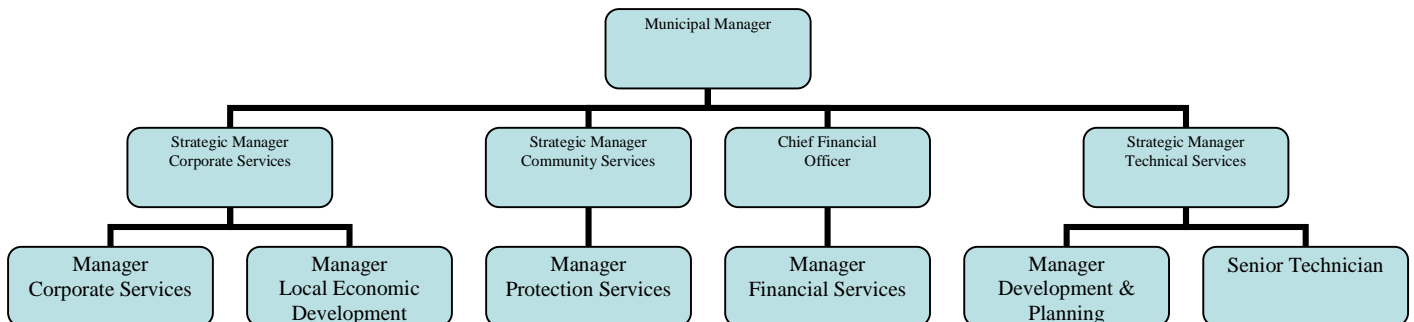 Municipal Manager
Strategic Manager
Corporate Services
Strategic Manager
Community Services
Chief Financial
Officer
Strategic Manager
Technical Services
Manager
Corporate Services
Manager
Local Economic
Development
Manager
Protection Services
Manager
Financial Services
Manager
Development &
Planning
Senior Technician